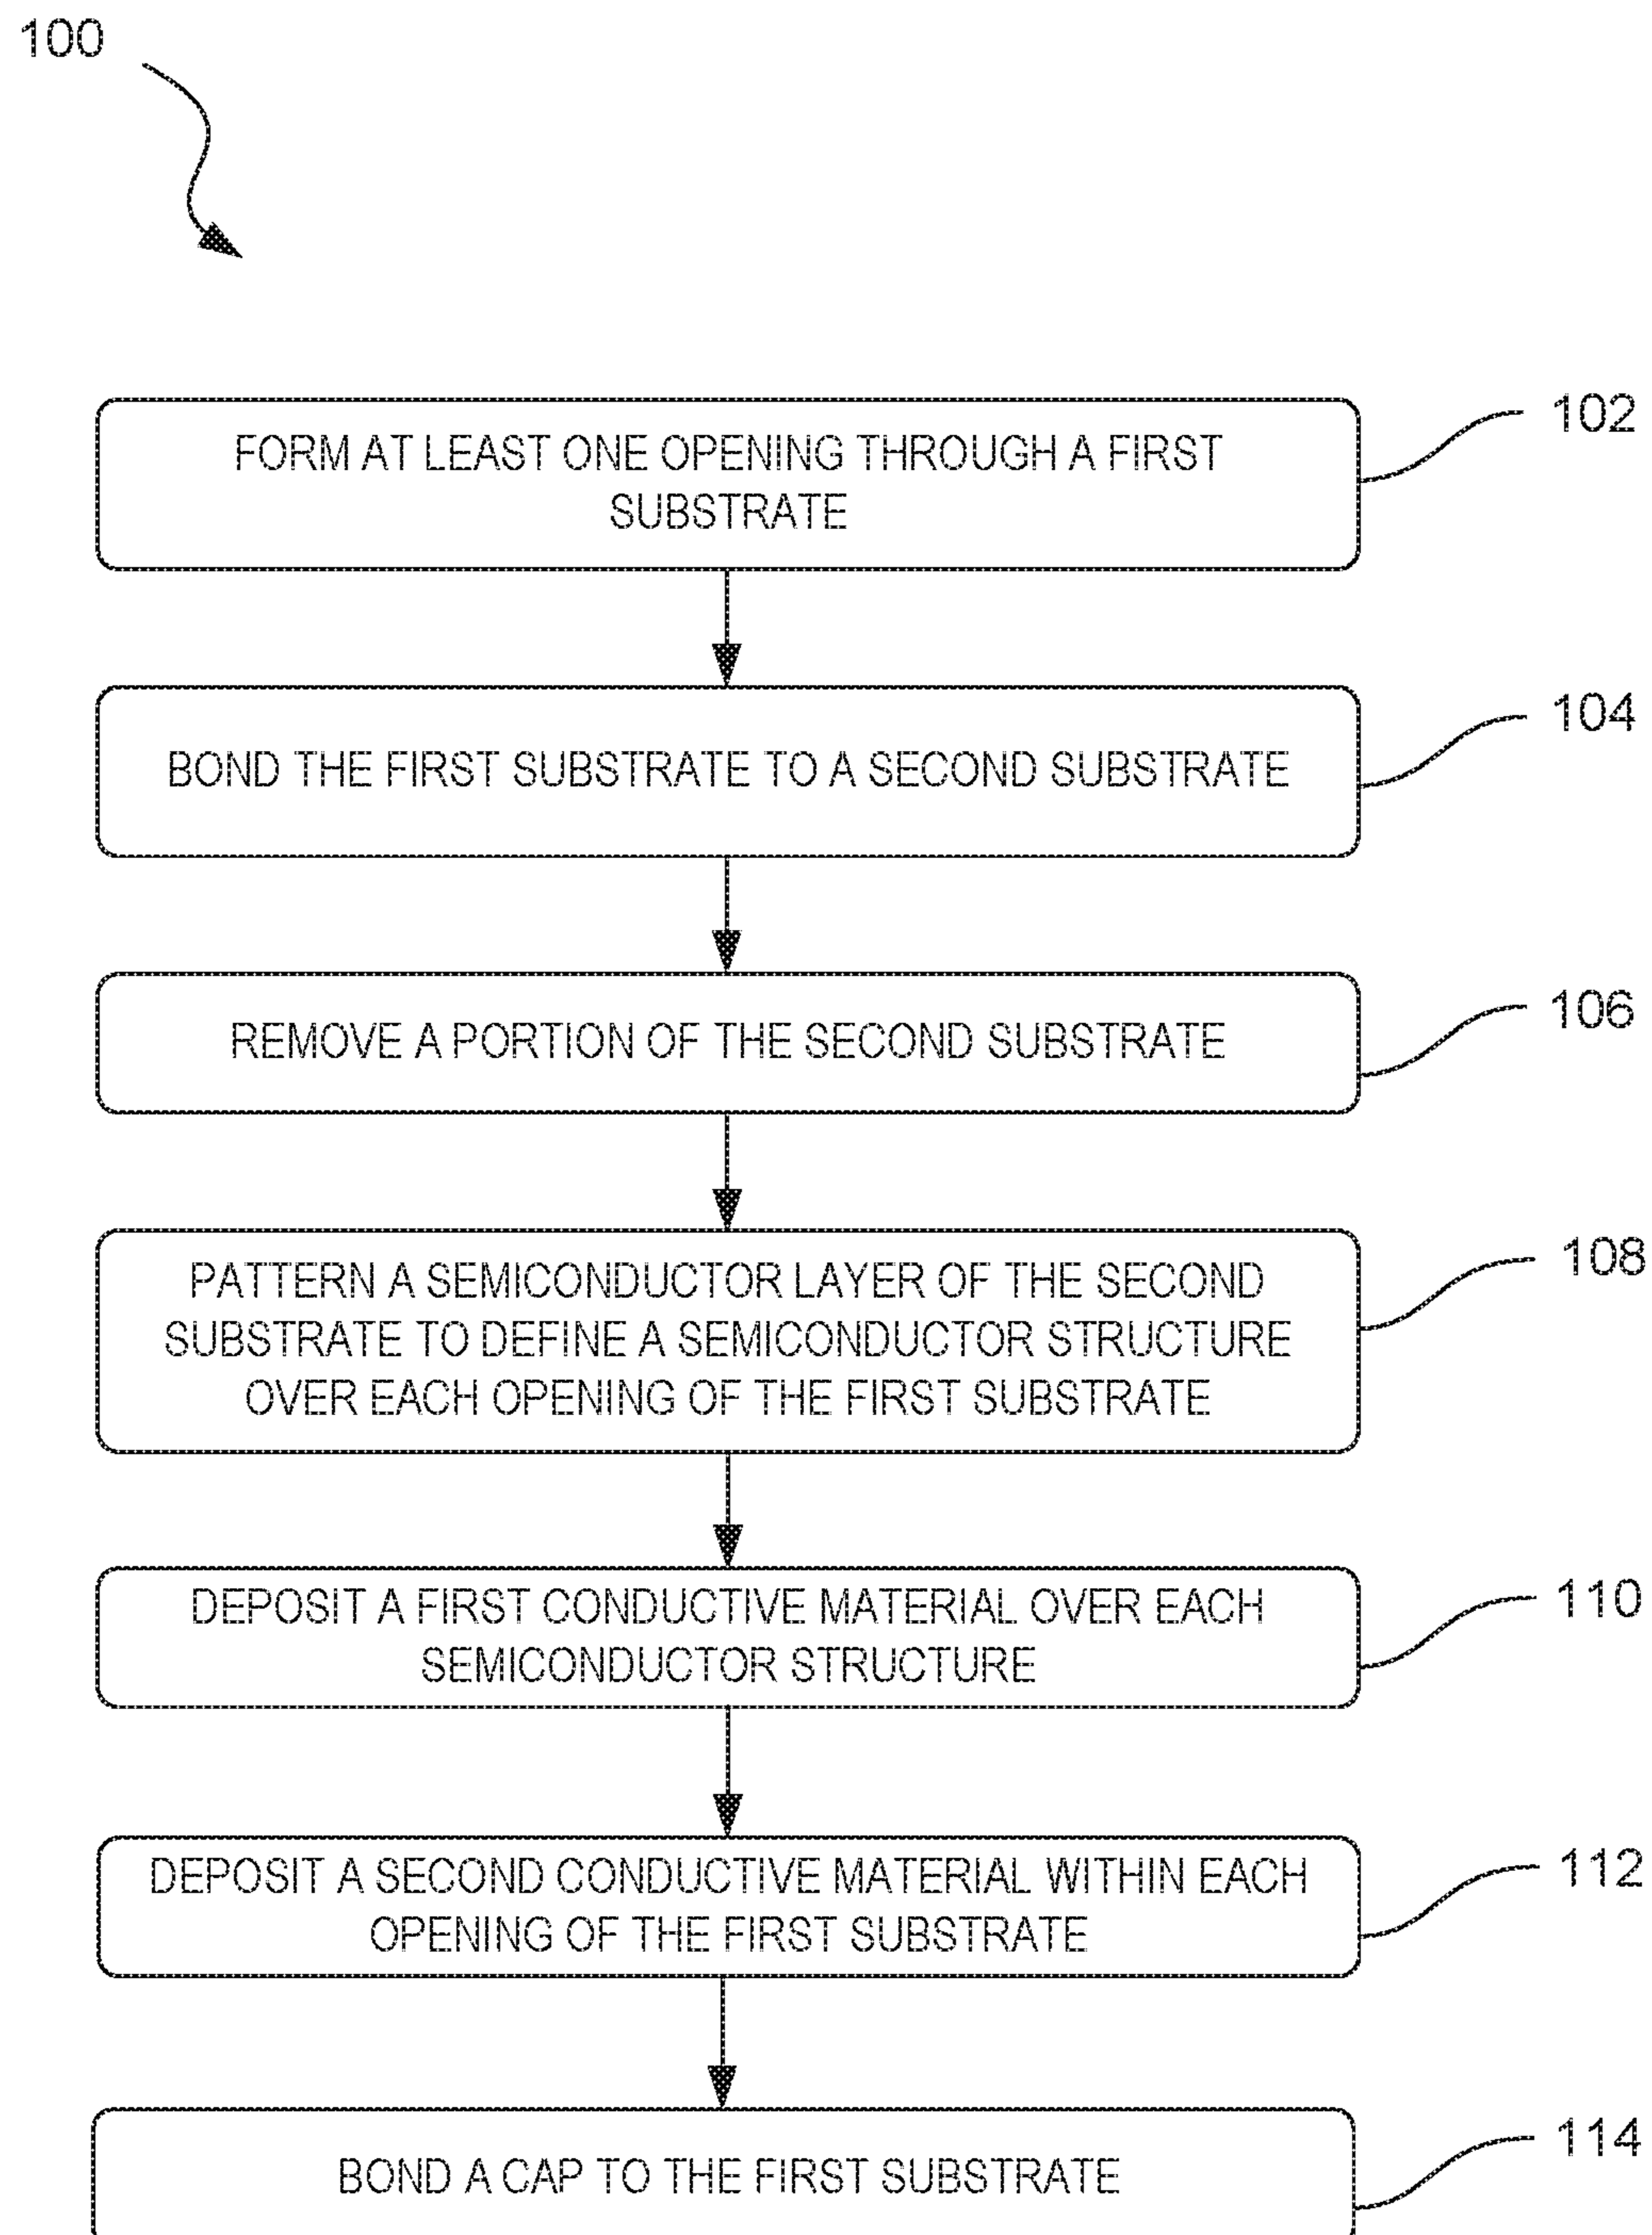 100
FORM AT LEAST ONE OPENING THROUGH A FIRST
SUBSTRATE
102
BOND THE FIRST SUBSTRATE TO A SECOND SUBSTRATE
104
REMOVE A PORTION OF THE SECOND SUBSTRATE
106
PATTERN A SEMICONDUCTOR LAYER OF THE SECOND
SUBSTRATE TO DEFINE A SEMICONDUCTOR STRUCTURE
OVER EACH OPENING OF THE FIRST SUBSTRATE
108
DEPOSIT A FIRST CONDUCTIVE MATERIAL OVER EACH
SEMICONDUCTOR STRUCTURE
110
DEPOSIT A SECOND CONDUCTIVE MATERIAL WITHIN EACH
OPENING OF THE FIRST SUBSTRATE
112
BOND A CAP TO THE FIRST SUBSTRATE
114